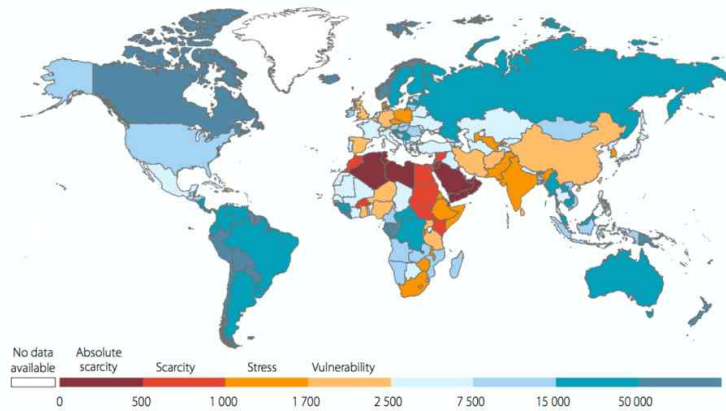 No data available
Absolute scarcity
Scarcity
Stress
Vulnerability
0
500
1 000
1 700
2 500
7 500
15 000
50 000